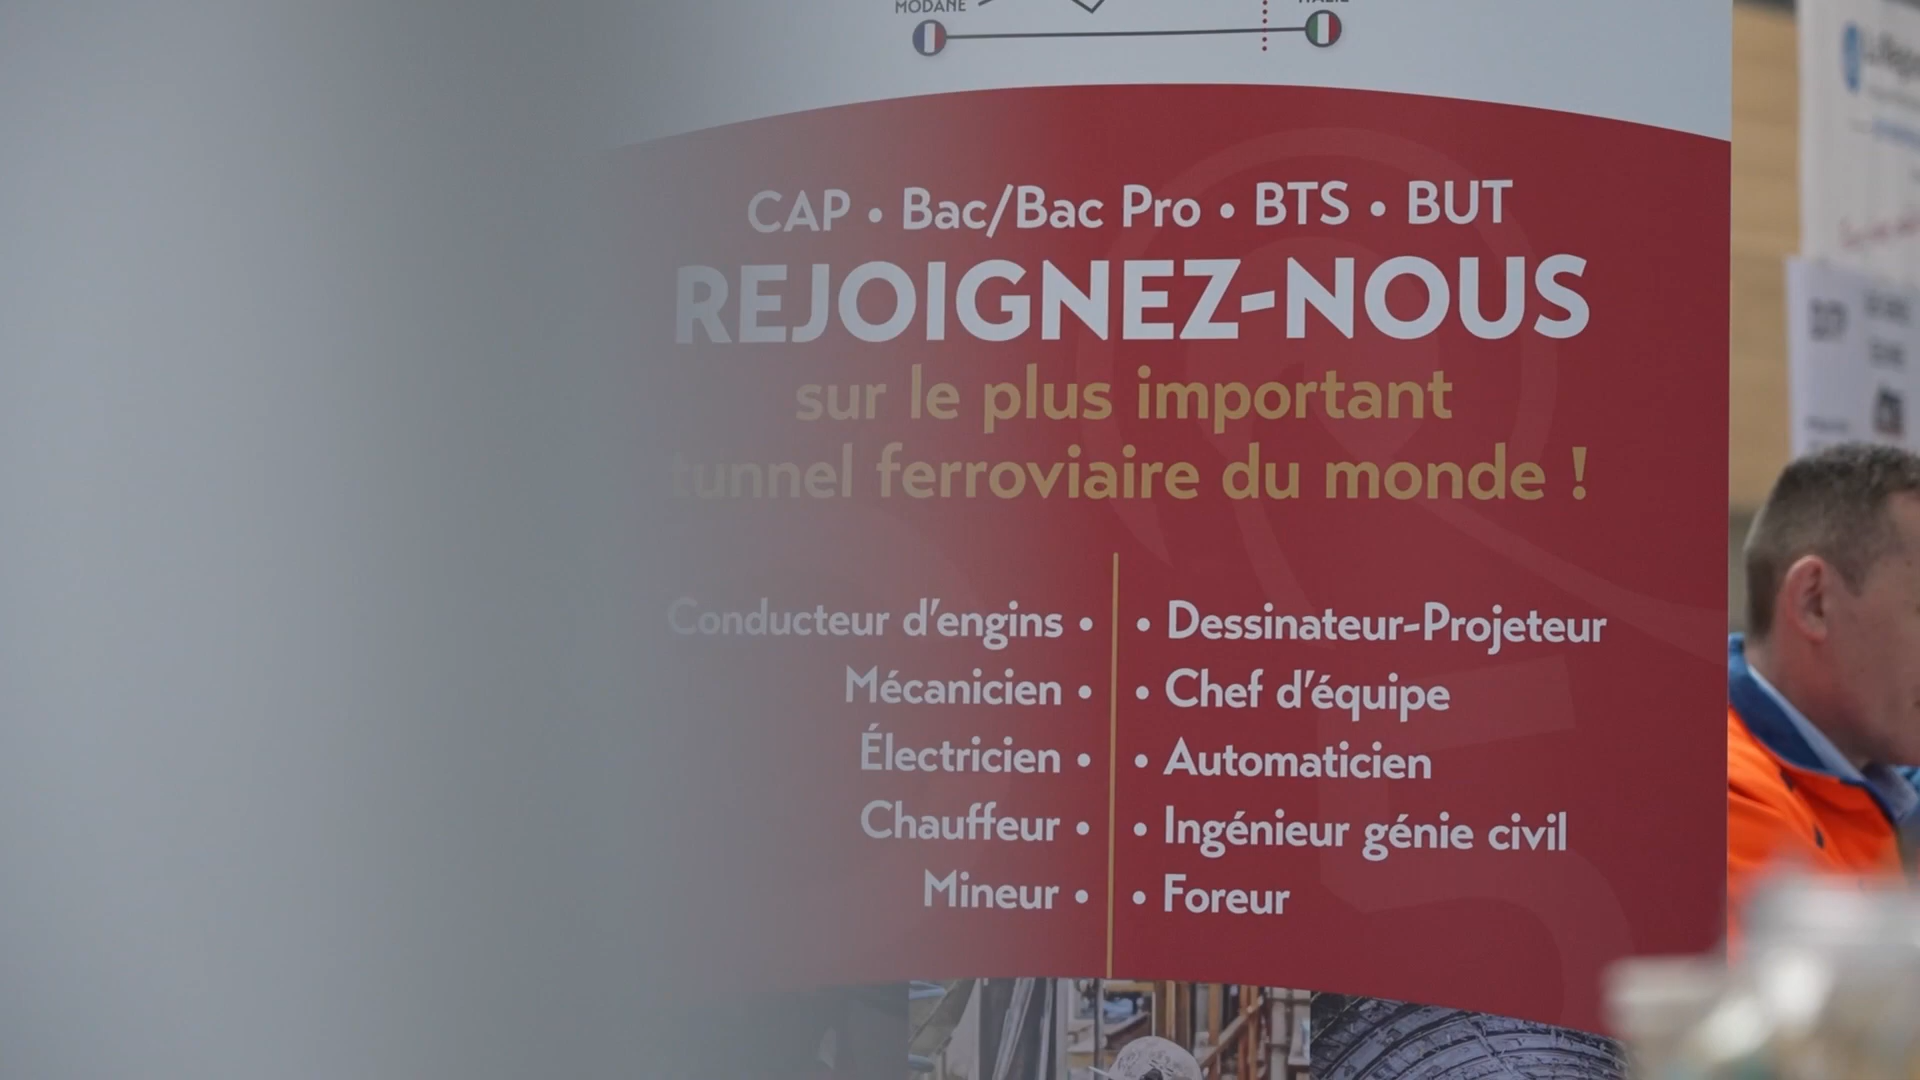 MODANE
ITALIE
CAP • Bac/Bac Pro • BTS • BUT
REJOIGNEZ-NOUS
sur le plus important
tunnel ferroviaire du monde !
Conducteur d'engins •
Mécanicien •
Électricien •
Chauffeur •
Mineur •
• Dessinateur-Projeteur
• Chef d'équipe
• Automaticien
• Ingénieur génie civil
• Foreur